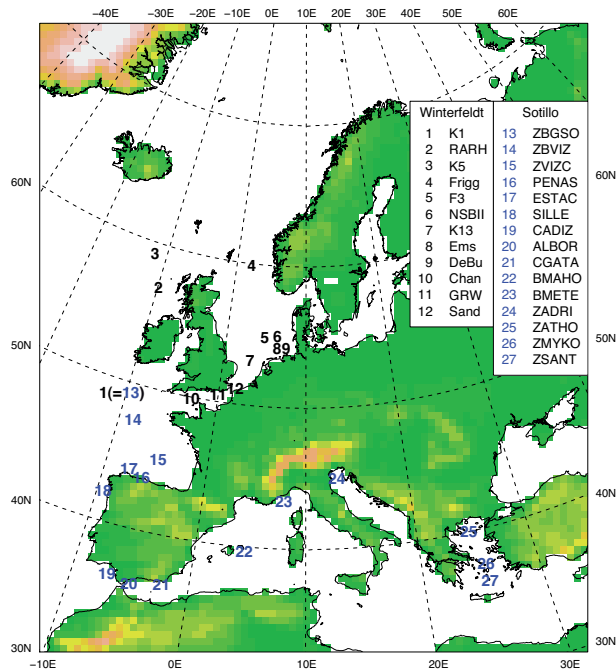 −40E −30E −20E −10E 0E 10E 20E 30E 40E 50E 60E
Winterfeldt
1 K1
2 RARH
3 K5
4 Frigg
5 F3
6 NSBII
7 K13
8 Ems
9 DeBu
10 Chan
11 GRW
12 Sand
Sotillo
13 ZBGSO
14 ZBVIZ
15 ZVIZC
16 PENAS
17 ESTAC
18 SILLE
19 CADIZ
20 ALBOR
21 CGATA
22 BMAHO
23 BMETE
24 ZADRI
25 ZATHO
26 ZMYKO
27 ZSANT
60N 60N
3
4
2
5 6
89
7
50N 50N
1(=13)
10 11 12
14
15
17
16
18
24
23
40N 40N
25
22
26
27
19
20 21
30N 30N
−10E 0E 10E 20E 30E